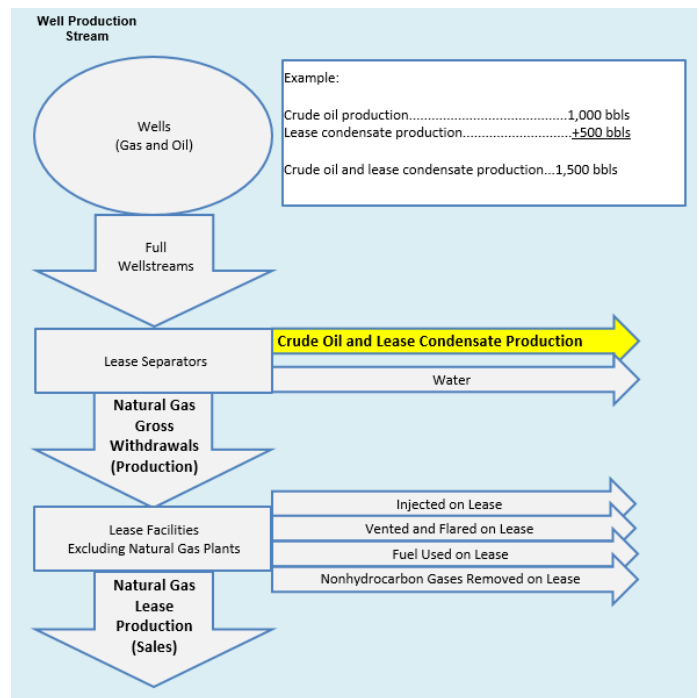 Well Production
Stream
Wells
(Gas and Oil)
Example:
Crude oil production..........................................1,000 bbls
Lease condensate production.............................+500 bbls
Crude oil and lease condensate production...1,500 bbls
Full
Wellstreams
Lease Separators
Crude Oil and Lease Condensate Production
Water
Natural Gas
Gross
Withdrawals
(Production)
Lease Facilities
Excluding Natural Gas Plants
Injected on Lease
Vented and Flared on Lease
Fuel Used on Lease
Nonhydrocarbon Gases Removed on Lease
Natural Gas
Lease
Production
(Sales)